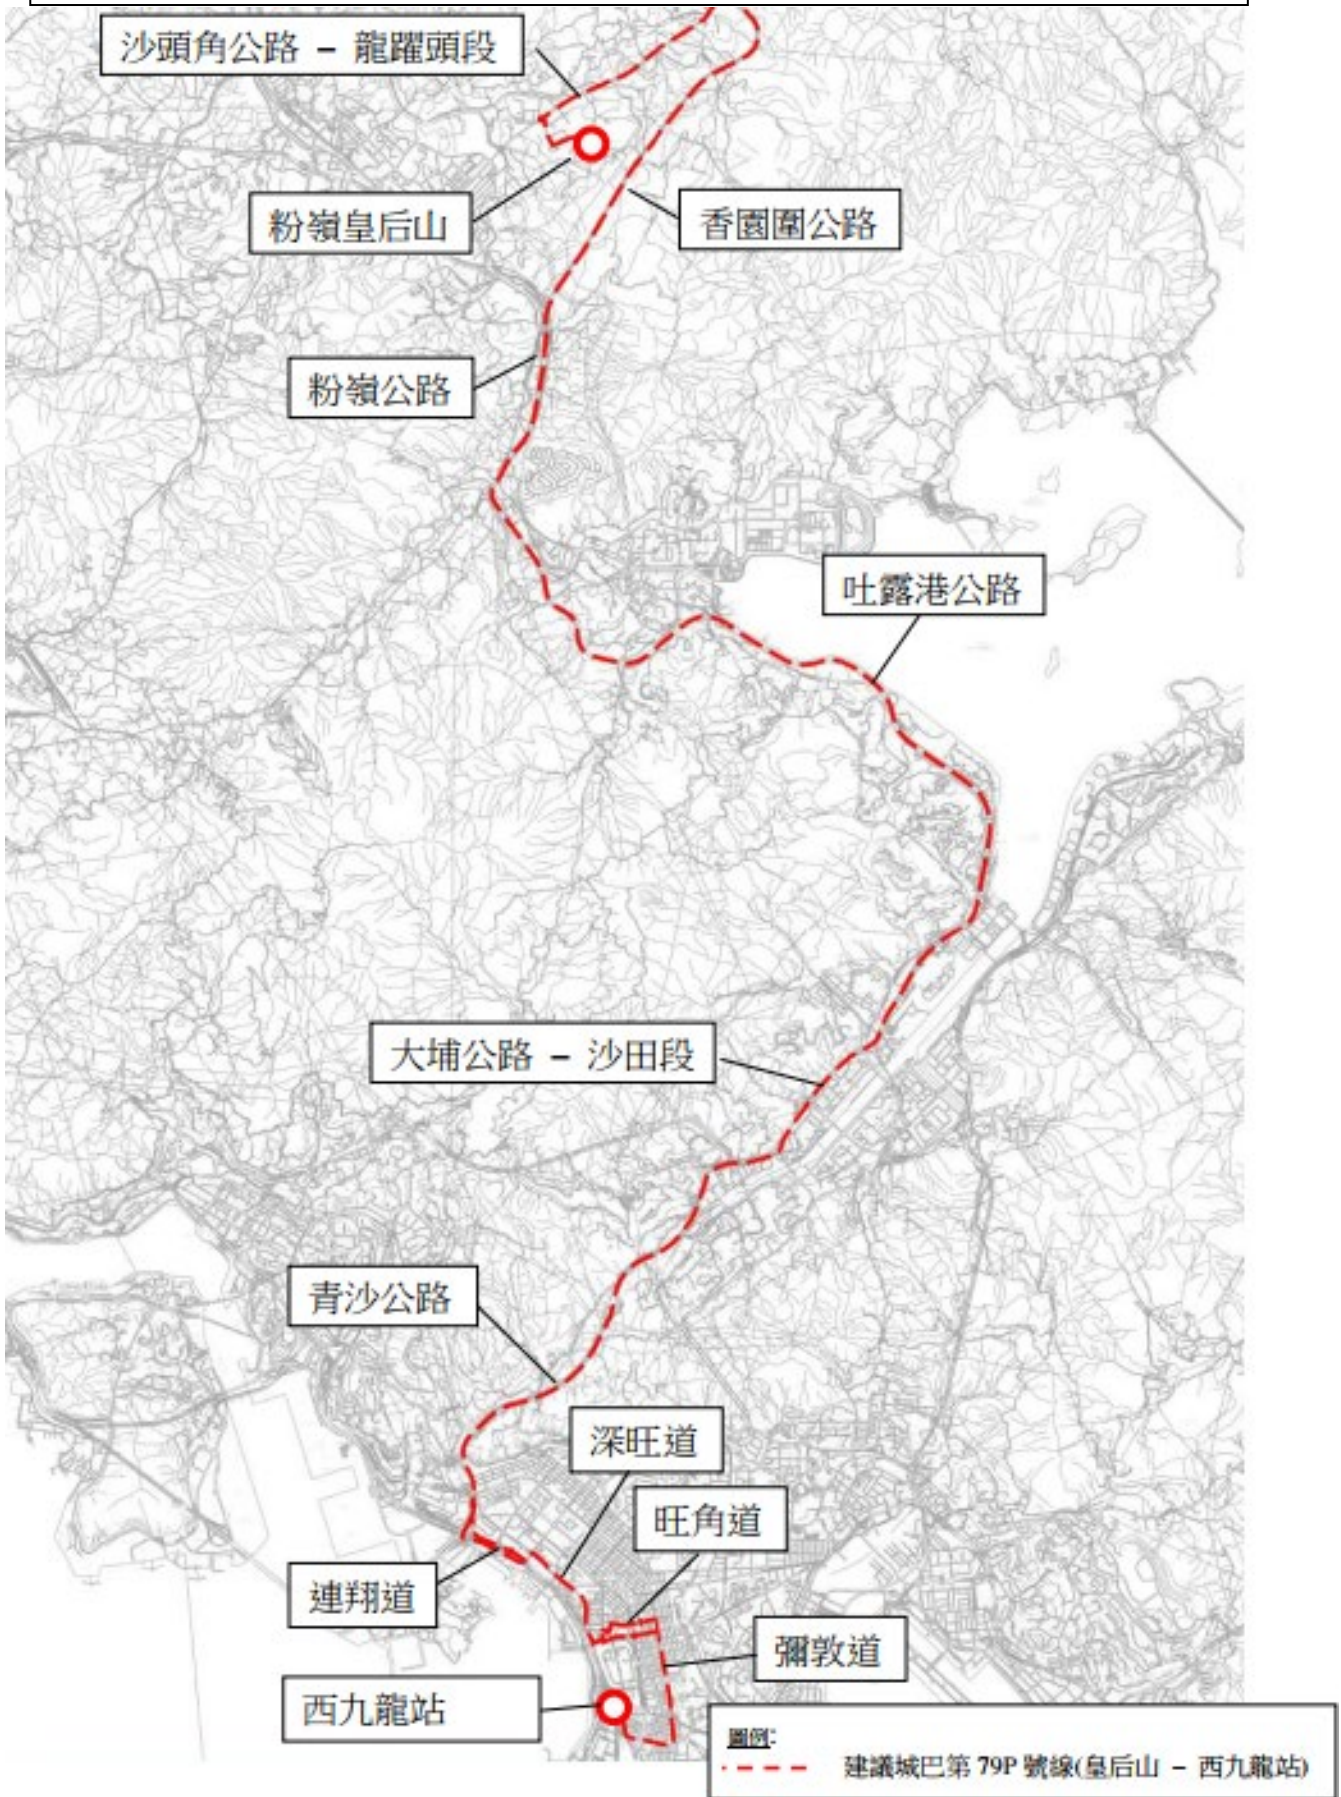 沙頭角公路 – 龍躍頭段
粉嶺皇后山
香園圍公路
粉嶺公路
吐露港公路
大埔公路 – 沙田段
青沙公路
深旺道
旺角道
連翔道
彌敦道
西九龍站
圖例:
建議城巴第 79P 號線(皇后山 – 西九龍站)